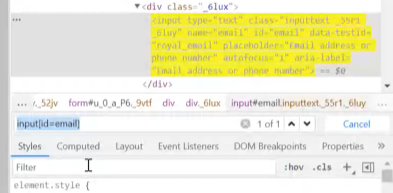 ▼<div class="_6lux">
<input type="text" class="inputtext _55r1
_6luy" name="email" id="email" data-testid=
"royal_email" placeholder="Email address or
phone number" autofocus="1" aria-label=
"Email address or phone number"> == $0
</div>
... v._52jv form#u_0_a_P6._9vtf div div._6lux input#email.inputtext._55r1._6luy ...
input[id=email] 1 of 1 Cancel
Styles Computed Layout Event Listeners DOM Breakpoints Properties
Filter :hov .cls +
element.style {